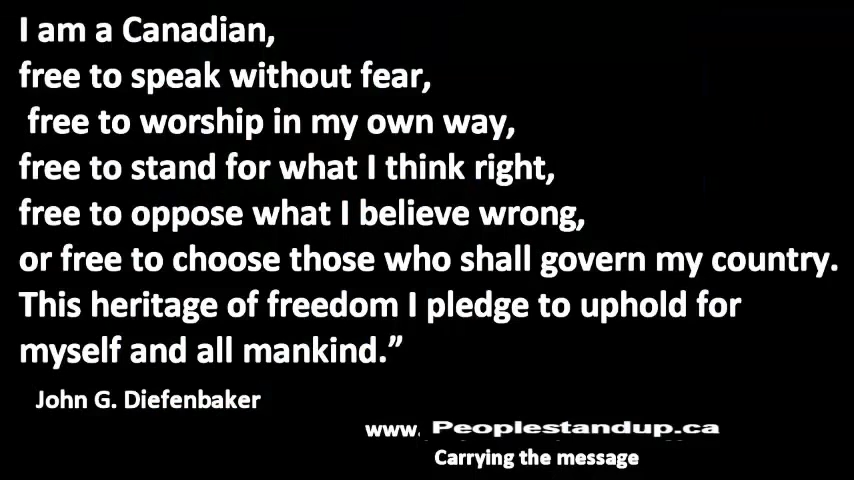 I am a Canadian,
free to speak without fear,
free to worship in my own way,
free to stand for what I think right,
free to oppose what I believe wrong,
or free to choose those who shall govern my country.
This heritage of freedom I pledge to uphold for
myself and all mankind.”
John G. Diefenbaker
www. Peoplestandup.ca
Carrying the message